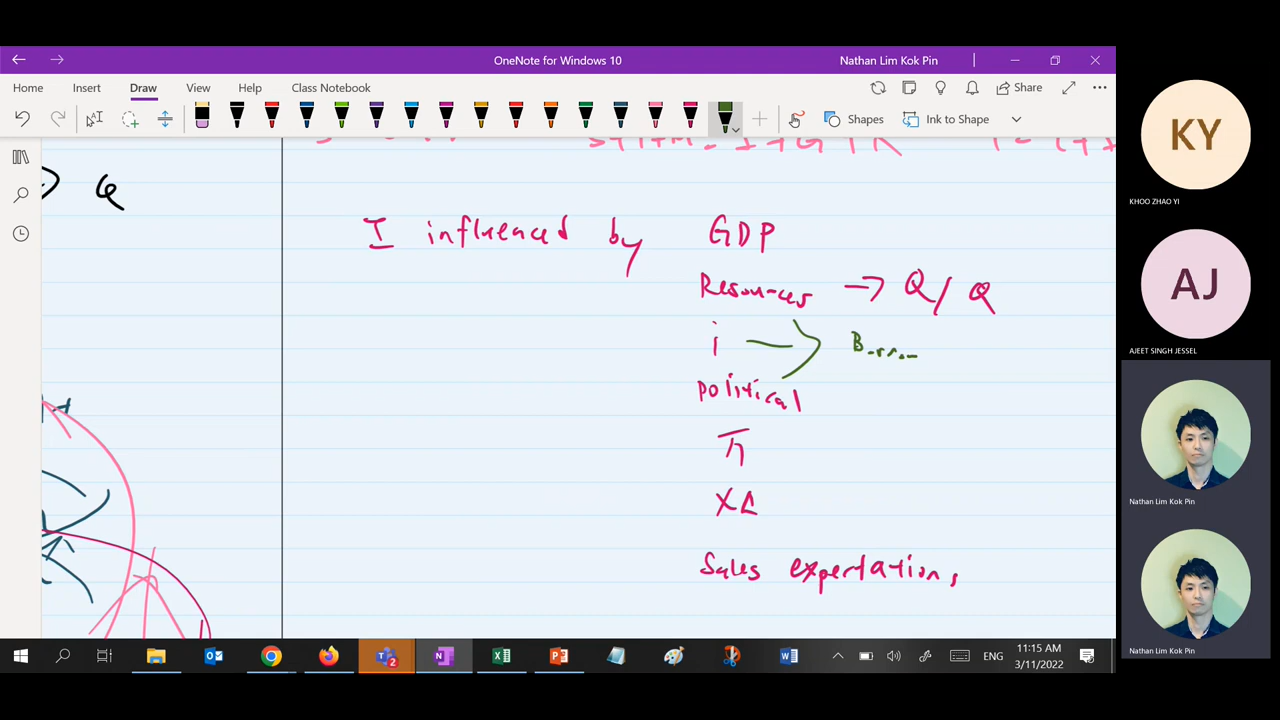 OneNote for Windows 10
Nathan Lim Kok Pin
Home Insert Draw View Help Class Notebook
Share
Shapes Ink to Shape
Q
I influenced by GDP
Resources → Q/Q
i Borrow
political
π
Sales expectations
KY
KHOO ZHAO YI
AJ
AJEET SINGH JESSEL
Nathan Lim Kok Pin
Nathan Lim Kok Pin
2
ENG
11:15 AM
3/11/2022